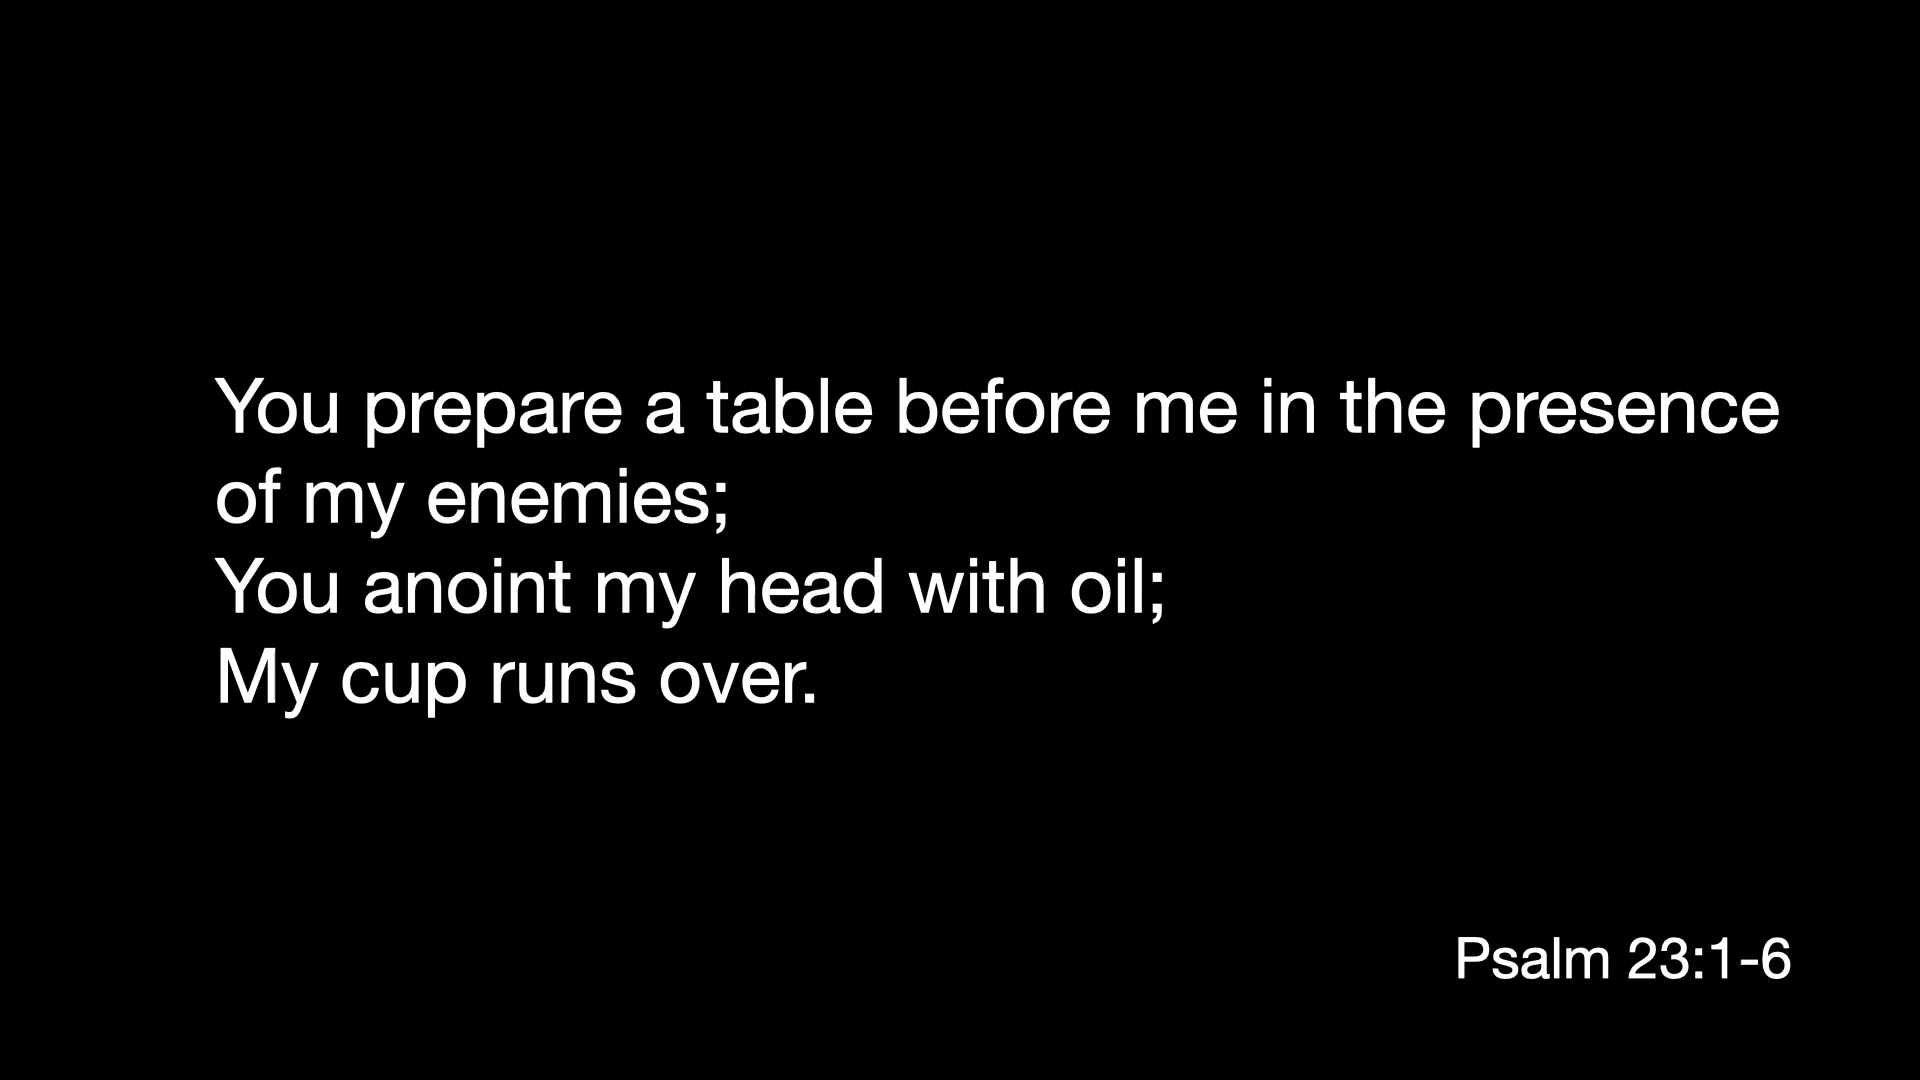 You prepare a table before me in the presence
of my enemies;
You anoint my head with oil;
My cup runs over.
Psalm 23:1-6